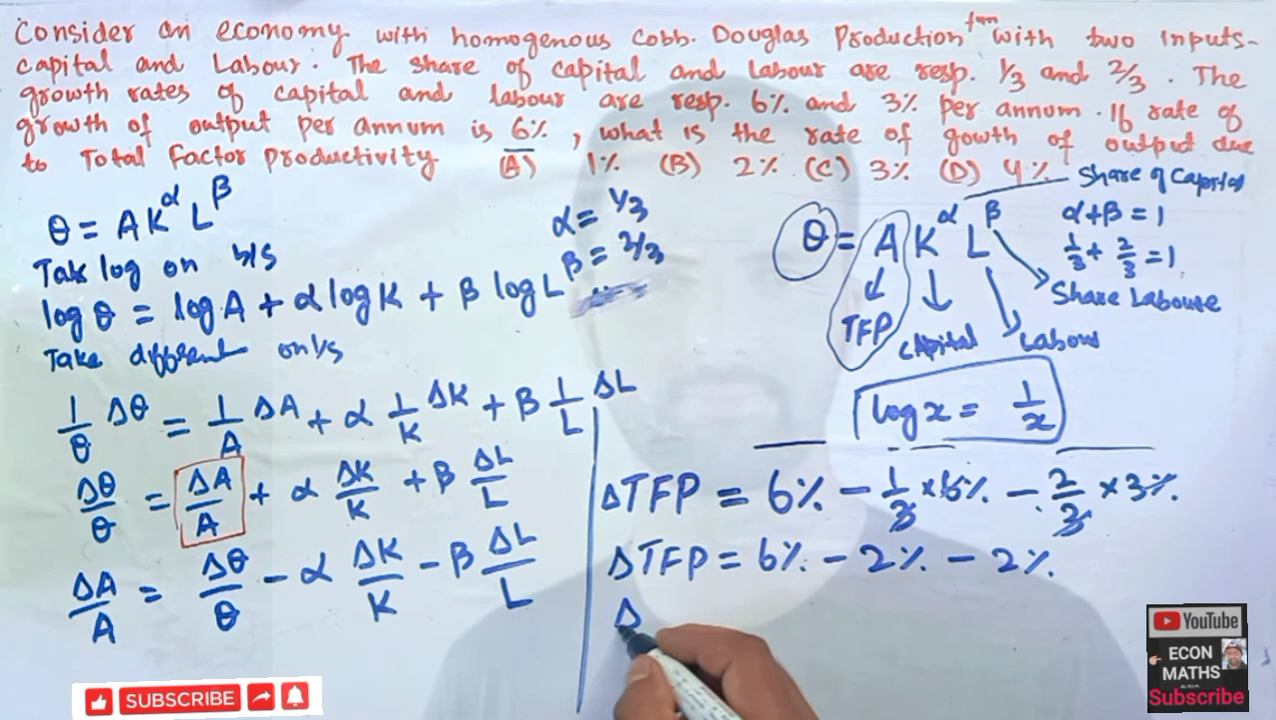 Consider an economy with homogenous Cobb. Douglas Production fun with two inputs-
capital and Labour. The share of capital and Labour are resp. 1/3 and 2/3. The
growth rates of capital and labour are resp. 6% and 3% per annum. If rate of
growth of output per annum is 6%, what is the rate of gowth of output due
to Total Factor Productivity (A) 1% (B) 2% (C) 3% (D) 4%
θ = A K^α L^β
α = 1/3
Take log on b/s
β = 2/3
log θ = log A + α log K + β log L
Take different on b/s
1/θ Δθ = 1/A ΔA + α 1/K ΔK + β 1/L ΔL
Δθ/θ = ΔA/A + α ΔK/K + β ΔL/L
ΔA/A = Δθ/θ - α ΔK/K - β ΔL/L
Share of Capital
θ = A K^α L^β
α+β = 1
1/3 + 2/3 = 1
Share Laboure
TFP
Capital
Labour
log x = 1/x
ΔTFP = 6% - 1/3 × 6% - 2/3 × 3%
ΔTFP = 6% - 2% - 2%
Δ
SUBSCRIBE
YouTube
ECON
MATHS
Subscribe